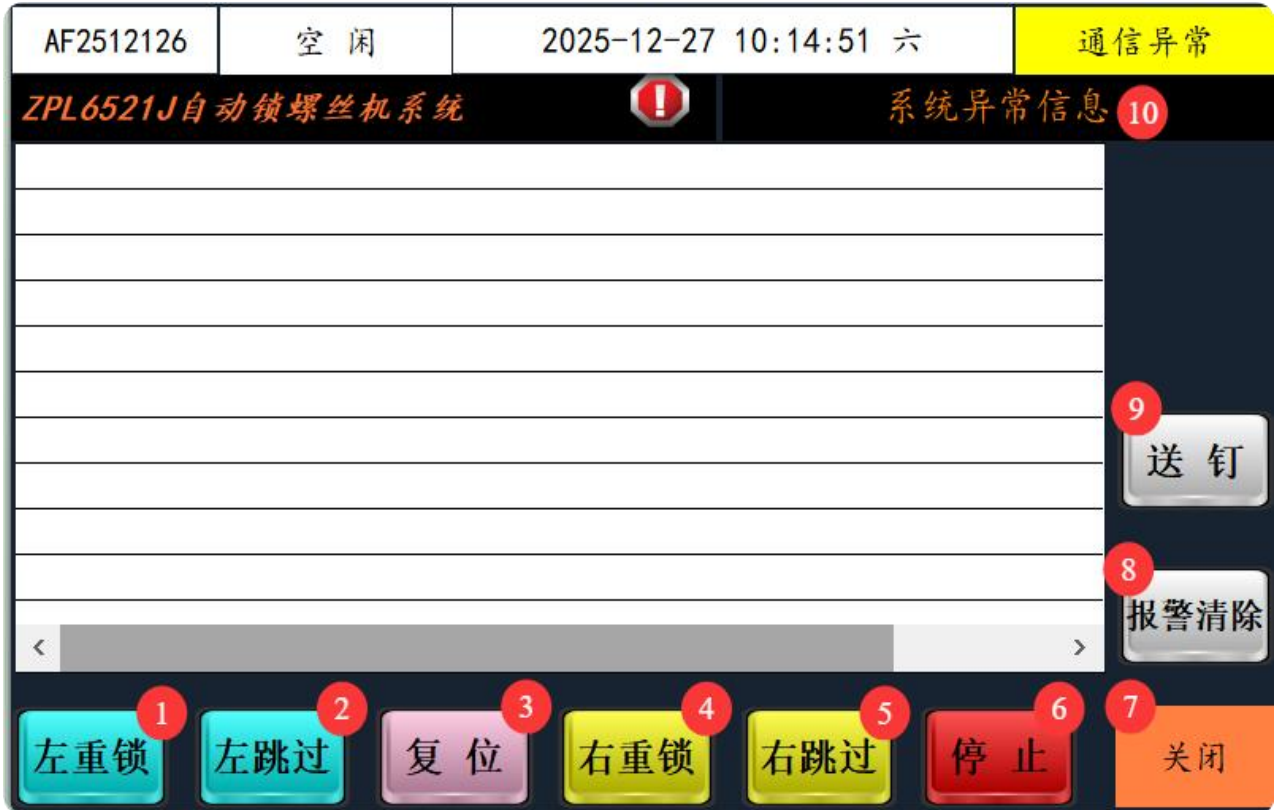 AF2512126 空 闲 2025-12-27 10:14:51 六 通信异常
ZPL6521J自动锁螺丝机系统 ! 系统异常信息 10
9
送 钉
8
报警清除
1 2 3 4 5 6 7
左重锁 左跳过 复 位 右重锁 右跳过 停 止 关闭